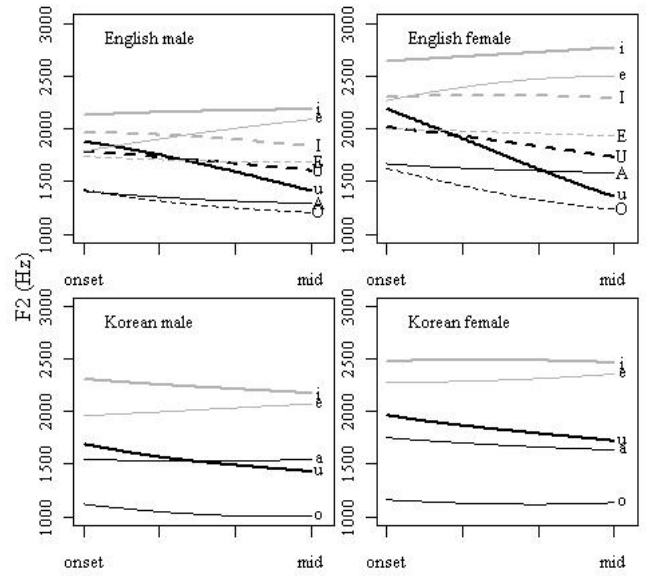 English male
English female
3000
2500
2000
1500
1000
i
e
I
E
U
u
A
O
3000
2500
2000
1500
1000
i
e
I
E
U
A
u
O
onset
mid
onset
mid
F2 (Hz)
Korean male
Korean female
3000
2500
2000
1500
1000
i
e
a
u
o
3000
2500
2000
1500
1000
i
e
u
a
o
onset
mid
onset
mid